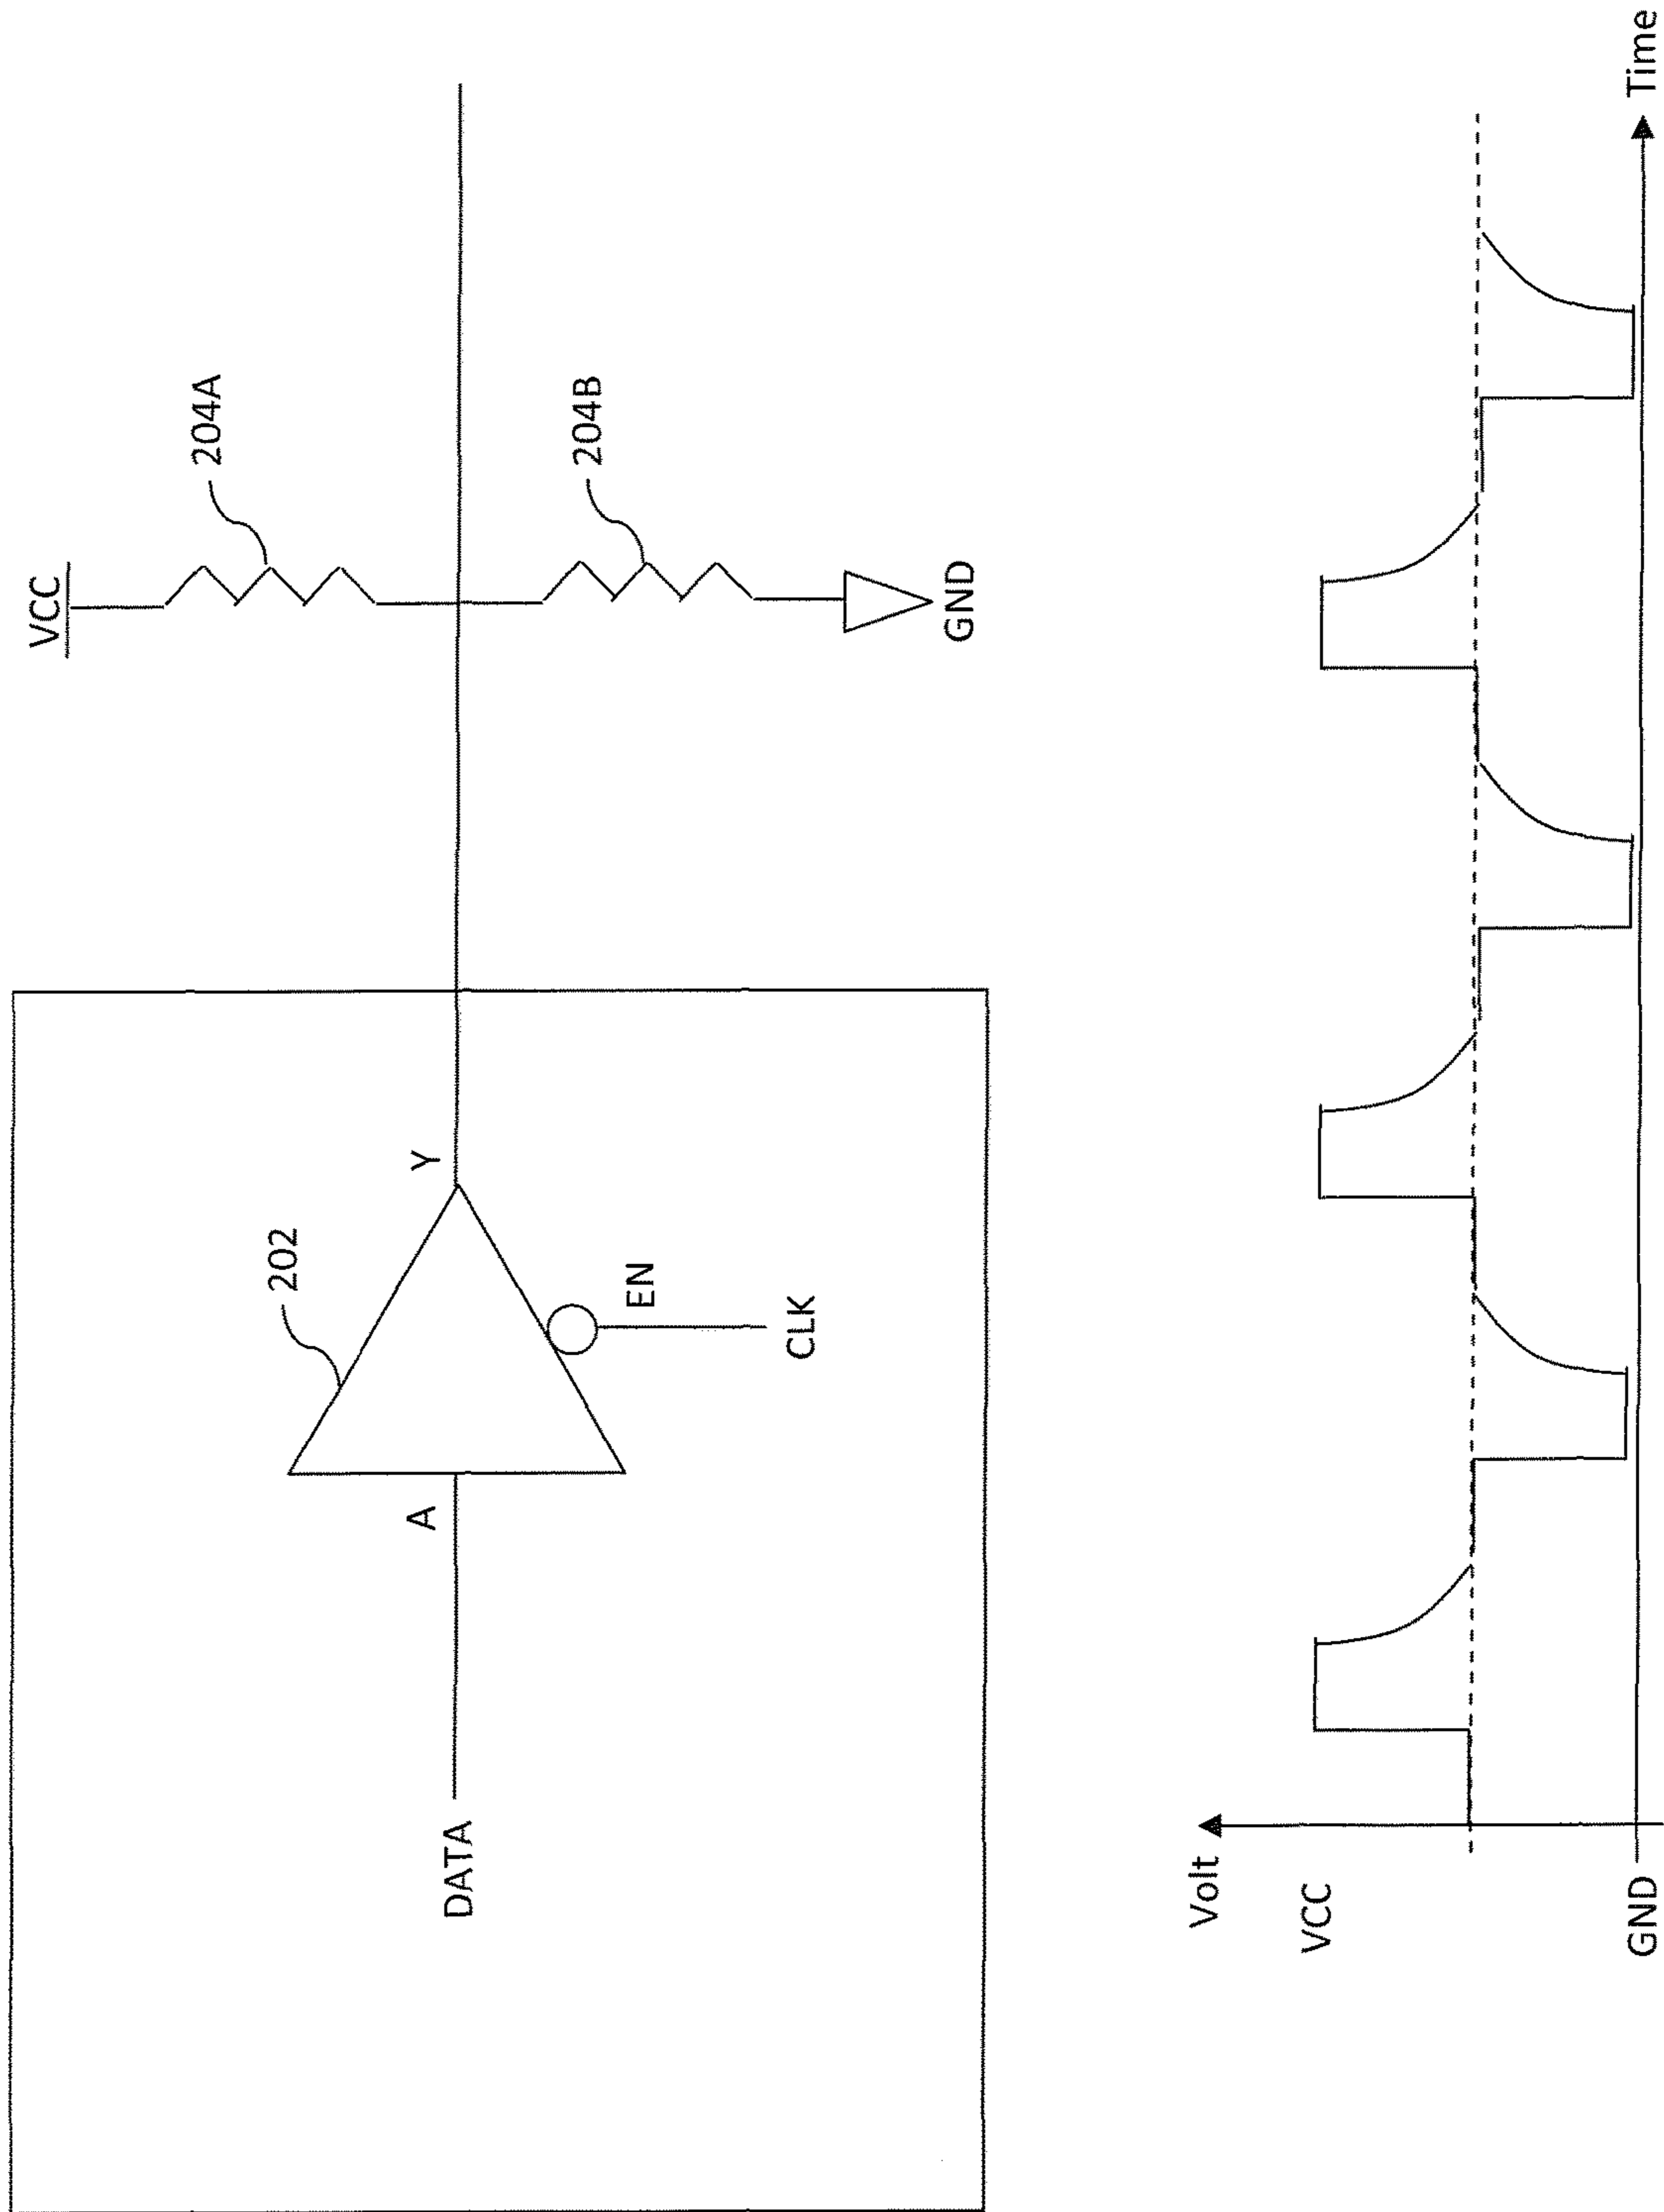 VCC
204A
204B
GND
202
DATA
A
Y
EN
CLK
Volt
VCC
GND
Time